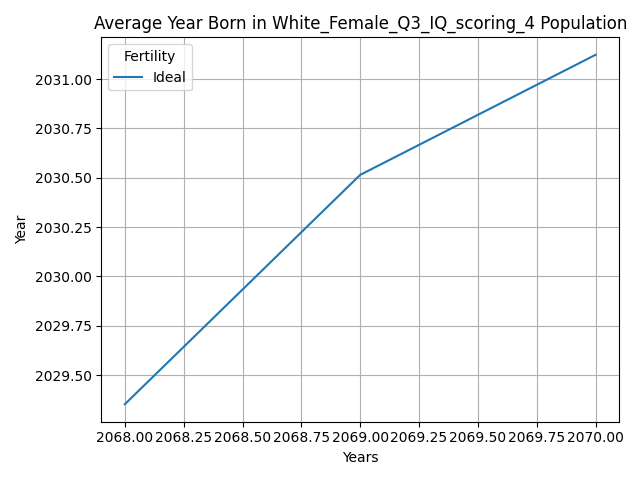 Average Year Born in White_Female_Q3_IQ_scoring_4 Population
Fertility
Ideal
2031.00
2030.75
2030.50
2030.25
2030.00
2029.75
2029.50
Year
2068.00 2068.25 2068.50 2068.75 2069.00 2069.25 2069.50 2069.75 2070.00
Years